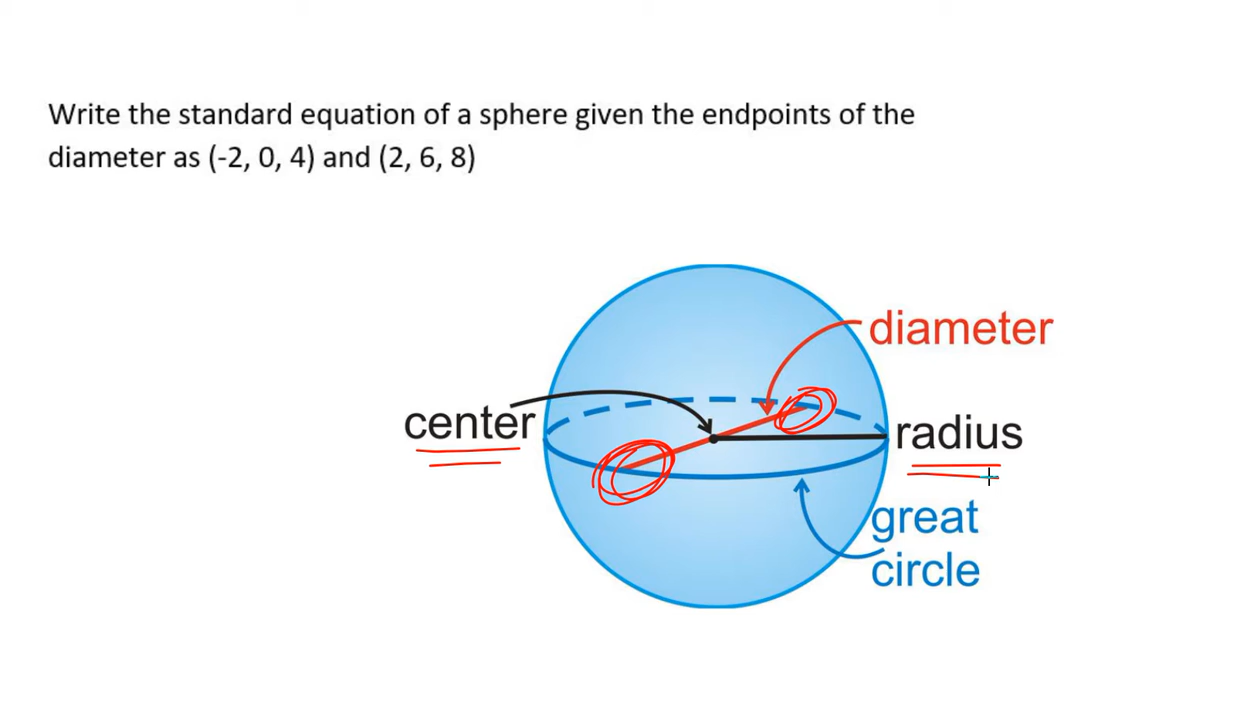 Write the standard equation of a sphere given the endpoints of the
diameter as (-2, 0, 4) and (2, 6, 8)
diameter
center
radius
great
circle